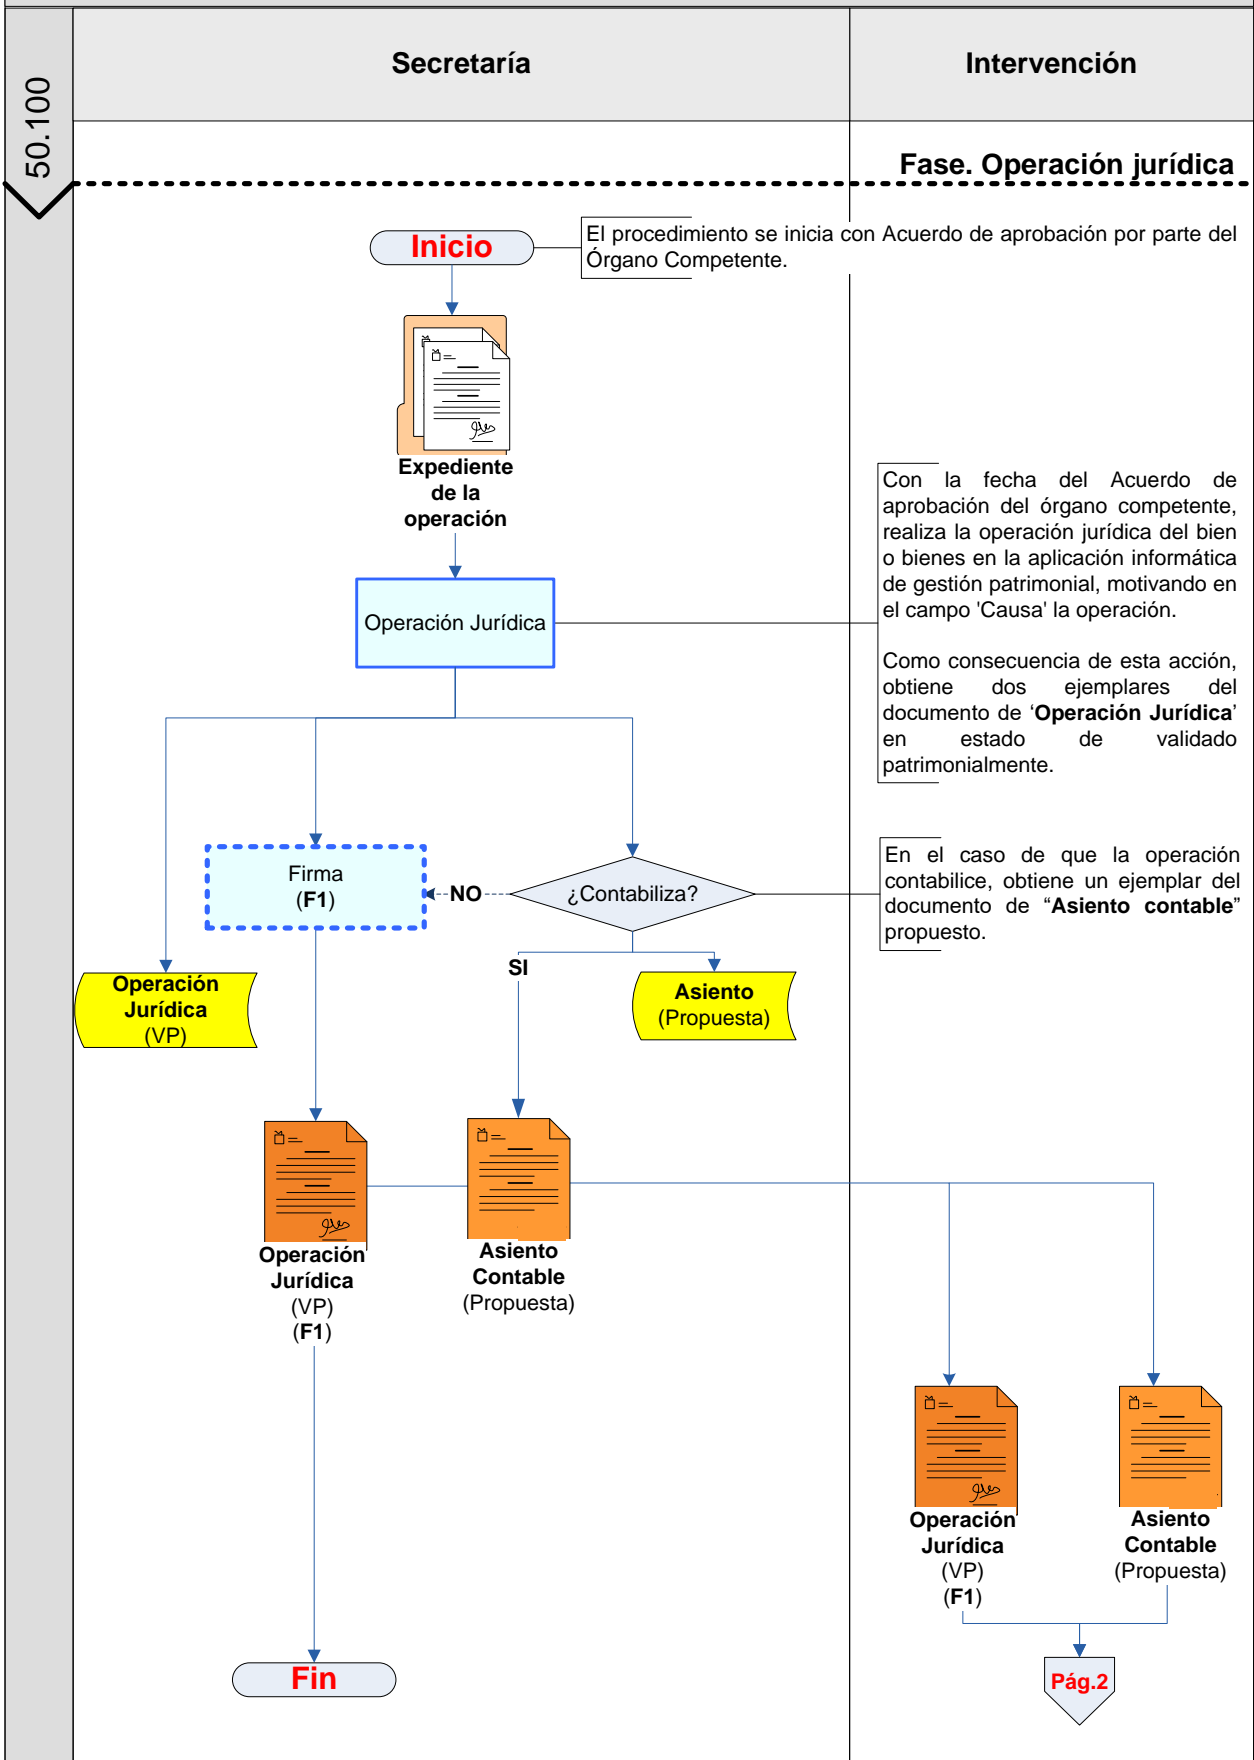 Secretaría
Intervención
50.100
Fase. Operación jurídica
Inicio
El procedimiento se inicia con Acuerdo de aprobación por parte del
Órgano Competente.
Expediente
de la
operación
Con la fecha del Acuerdo de
aprobación del órgano competente,
realiza la operación jurídica del bien
o bienes en la aplicación informática
de gestión patrimonial, motivando en
el campo 'Causa' la operación.
Como consecuencia de esta acción,
obtiene dos ejemplares del
documento de ‘Operación Jurídica’
en estado de validado
patrimonialmente.
Operación Jurídica
Firma
(F1)
NO
¿Contabiliza?
En el caso de que la operación
contabilice, obtiene un ejemplar del
documento de “Asiento contable”
propuesto.
SI
Operación
Jurídica
(VP)
Asiento
(Propuesta)
Operación
Jurídica
(VP)
(F1)
Asiento
Contable
(Propuesta)
Operación
Jurídica
(VP)
(F1)
Asiento
Contable
(Propuesta)
Fin
Pág.2